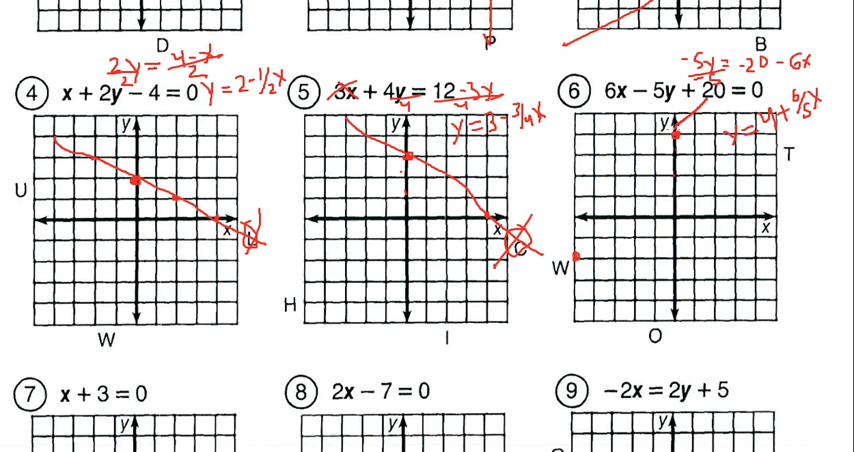 D
P
B
2y/2 = 4-x/2
-5y/-5 = -20 - 6x
④ x + 2y - 4 = 0
y = 2 - 1/2x
⑤ 3x + 4y = 12 - 3x
4 4
y = 3 - 3/4x
⑥ 6x - 5y + 20 = 0
y = 4 + 6/5x
y
y
y
T
U
x
L
x
C
x
W
H
W
I
O
⑦ x + 3 = 0
⑧ 2x - 7 = 0
⑨ -2x = 2y + 5
y
y
y